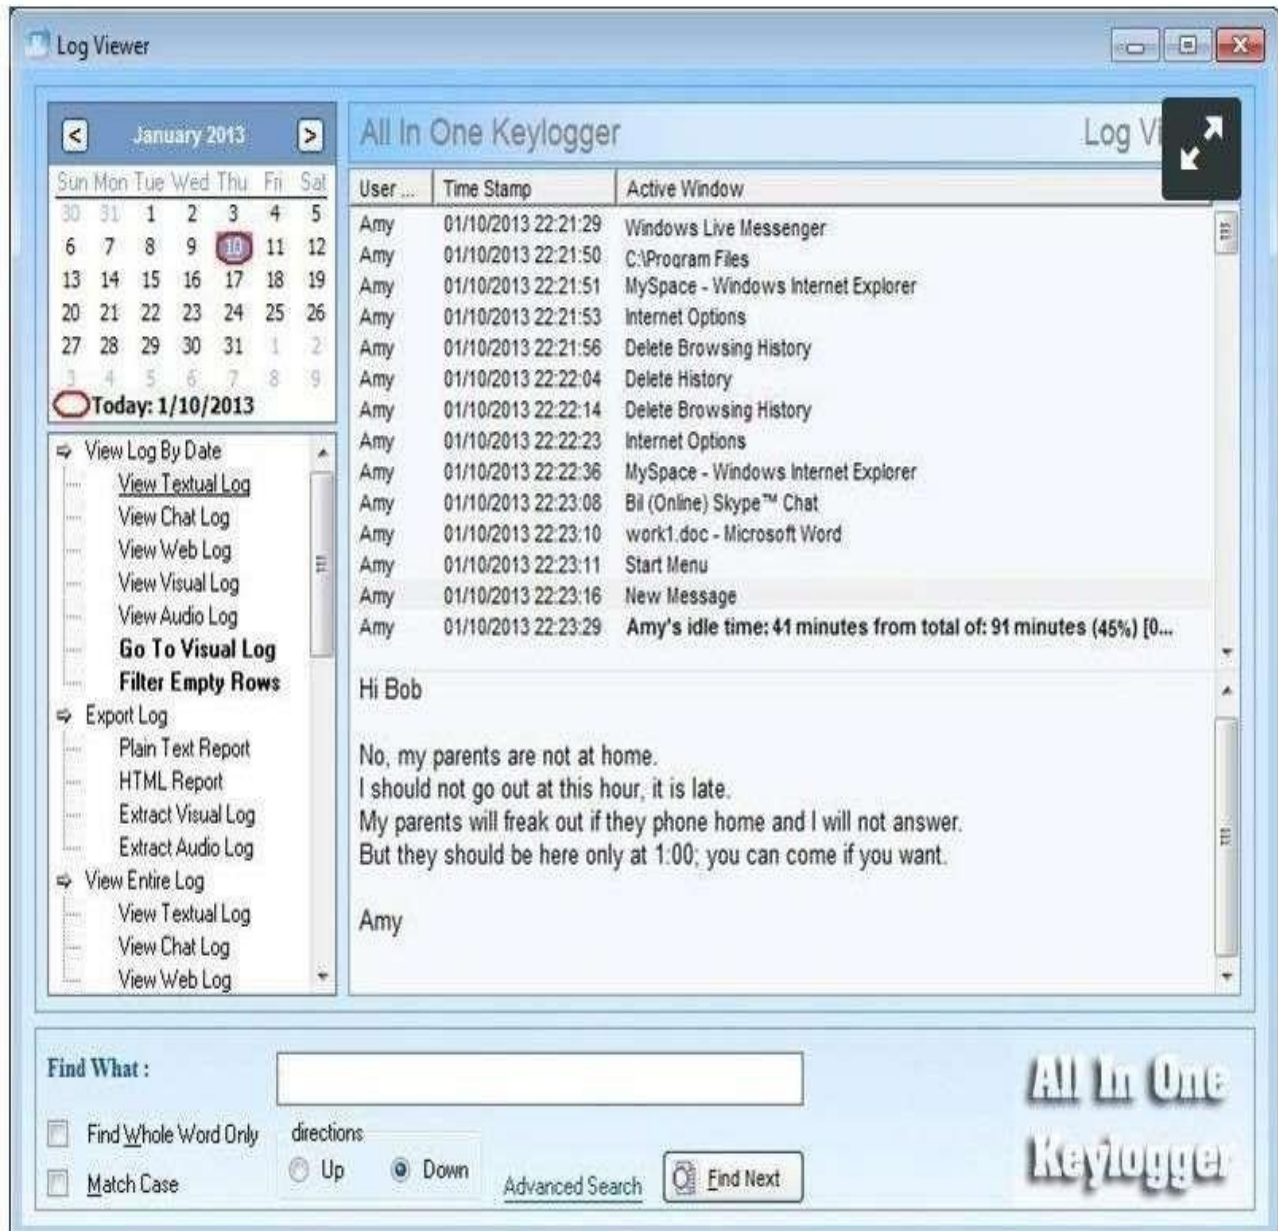 Log Viewer
< January 2013 >
Sun Mon Tue Wed Thu Fri Sat
30 31 1 2 3 4 5
6 7 8 9 10 11 12
13 14 15 16 17 18 19
20 21 22 23 24 25 26
27 28 29 30 31 1 2
3 4 5 6 7 8 9
Today: 1/10/2013
View Log By Date
View Textual Log
View Chat Log
View Web Log
View Visual Log
View Audio Log
Go To Visual Log
Filter Empty Rows
Export Log
Plain Text Report
HTML Report
Extract Visual Log
Extract Audio Log
View Entire Log
View Textual Log
View Chat Log
View Web Log
All In One Keylogger Log
User ... Time Stamp Active Window
Amy 01/10/2013 22:21:29 Windows Live Messenger
Amy 01/10/2013 22:21:50 C:\Program Files
Amy 01/10/2013 22:21:51 MySpace - Windows Internet Explorer
Amy 01/10/2013 22:21:53 Internet Options
Amy 01/10/2013 22:21:56 Delete Browsing History
Amy 01/10/2013 22:22:04 Delete History
Amy 01/10/2013 22:22:14 Delete Browsing History
Amy 01/10/2013 22:22:23 Internet Options
Amy 01/10/2013 22:22:36 MySpace - Windows Internet Explorer
Amy 01/10/2013 22:23:08 Bil (Online) Skype™ Chat
Amy 01/10/2013 22:23:10 work1.doc - Microsoft Word
Amy 01/10/2013 22:23:11 Start Menu
Amy 01/10/2013 22:23:16 New Message
Amy 01/10/2013 22:23:29 Amy's idle time: 41 minutes from total of: 91 minutes (45%) [0...
Hi Bob
No, my parents are not at home.
I should not go out at this hour, it is late.
My parents will freak out if they phone home and I will not answer.
But they should be here only at 1:00; you can come if you want.
Amy
Find What :
Find Whole Word Only
Match Case
directions
Up Down
Advanced Search
Find Next
All In One
Keylogger